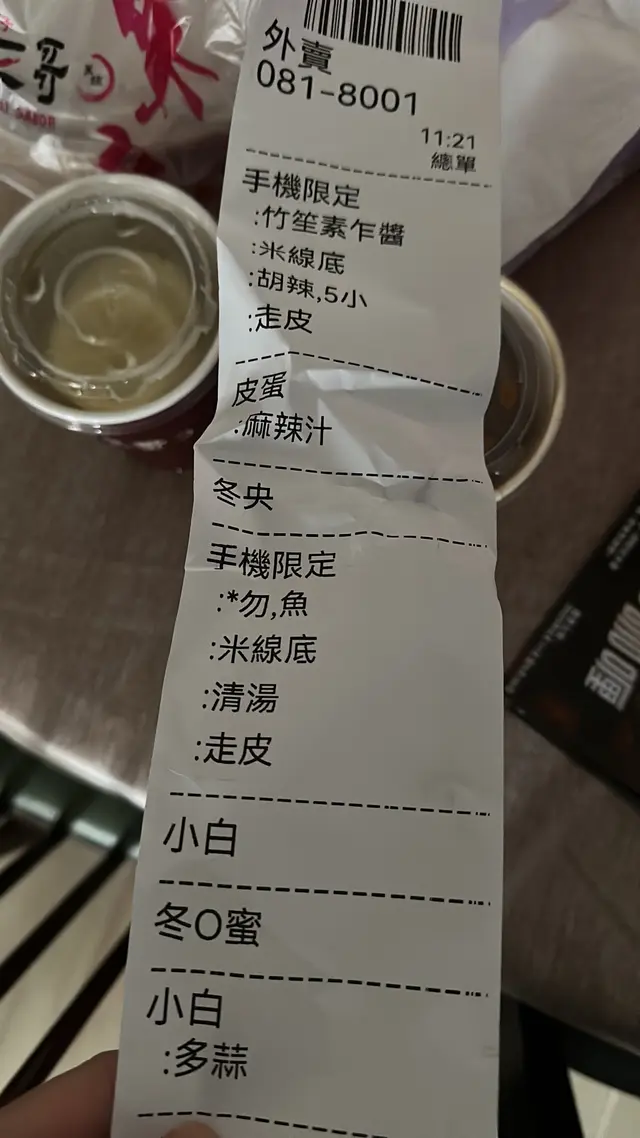 外賣
081-8001
11:21
總單
手機限定
:竹笙素乍醬
:米線底
:胡辣,5小
:走皮
皮蛋
:麻辣汁
冬央
手機限定
:*勿,魚
:米線底
:清湯
:走皮
小白
冬O蜜
小白
:多蒜